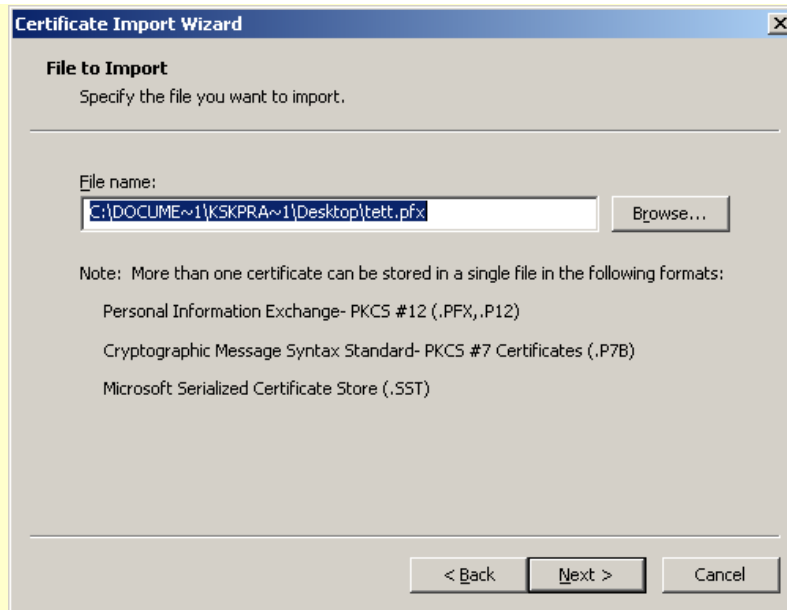 Certificate Import Wizard
File to Import
Specify the file you want to import.
File name:
C:\DOCUME~1\KSKPRA~1\Desktop\tett.pfx
Browse...
Note: More than one certificate can be stored in a single file in the following formats:
Personal Information Exchange- PKCS #12 (.PFX,.P12)
Cryptographic Message Syntax Standard- PKCS #7 Certificates (.P7B)
Microsoft Serialized Certificate Store (.SST)
< Back Next > Cancel